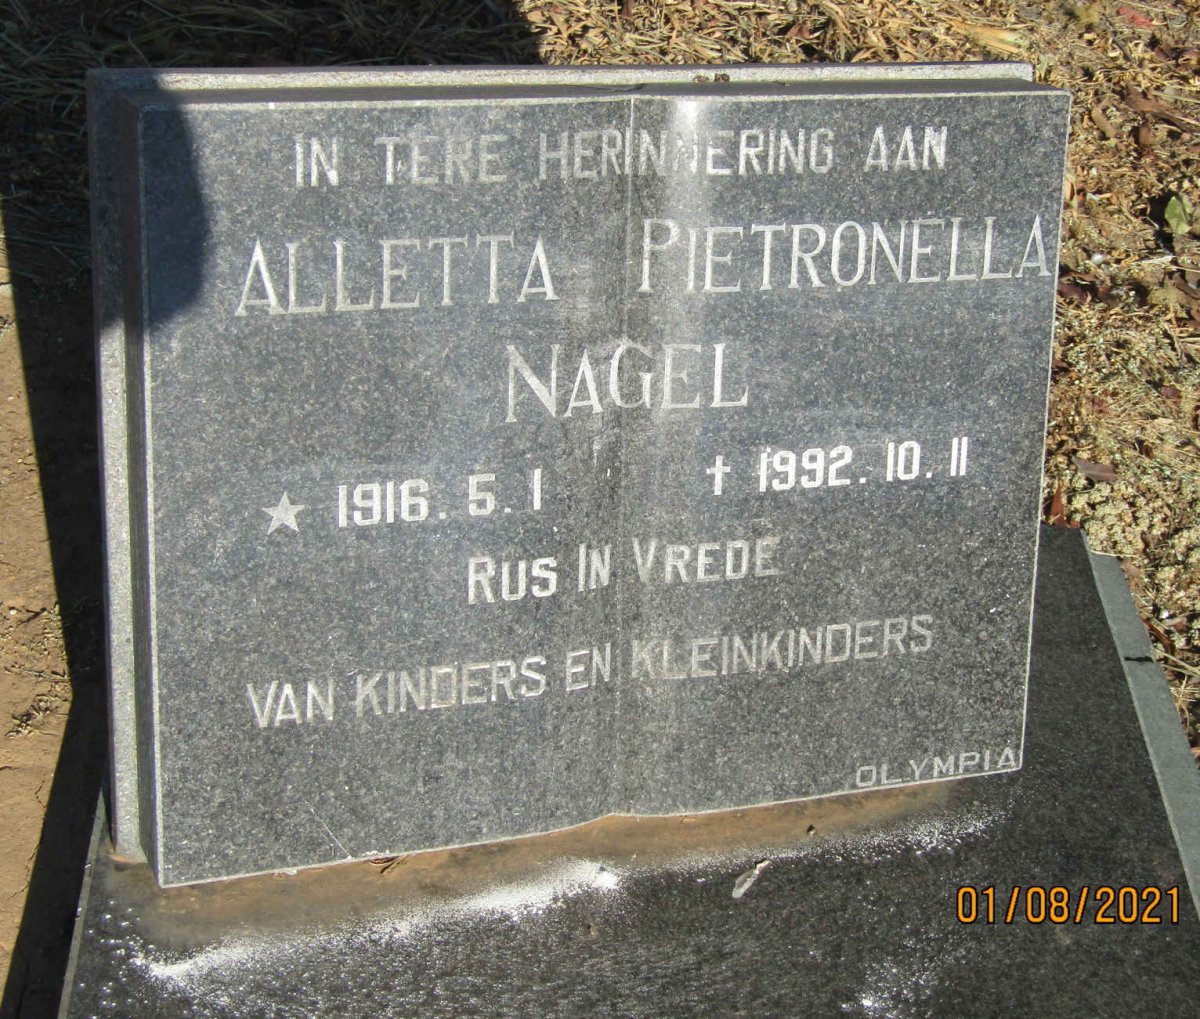 IN TERE HERINNERING AAN
ALLETTA PIETRONELLA
NAGEL
★ 1916.5.1 † 1992.10.11
RUS IN VREDE
VAN KINDERS EN KLEINKINDERS
OLYMPIA
01/08/2021